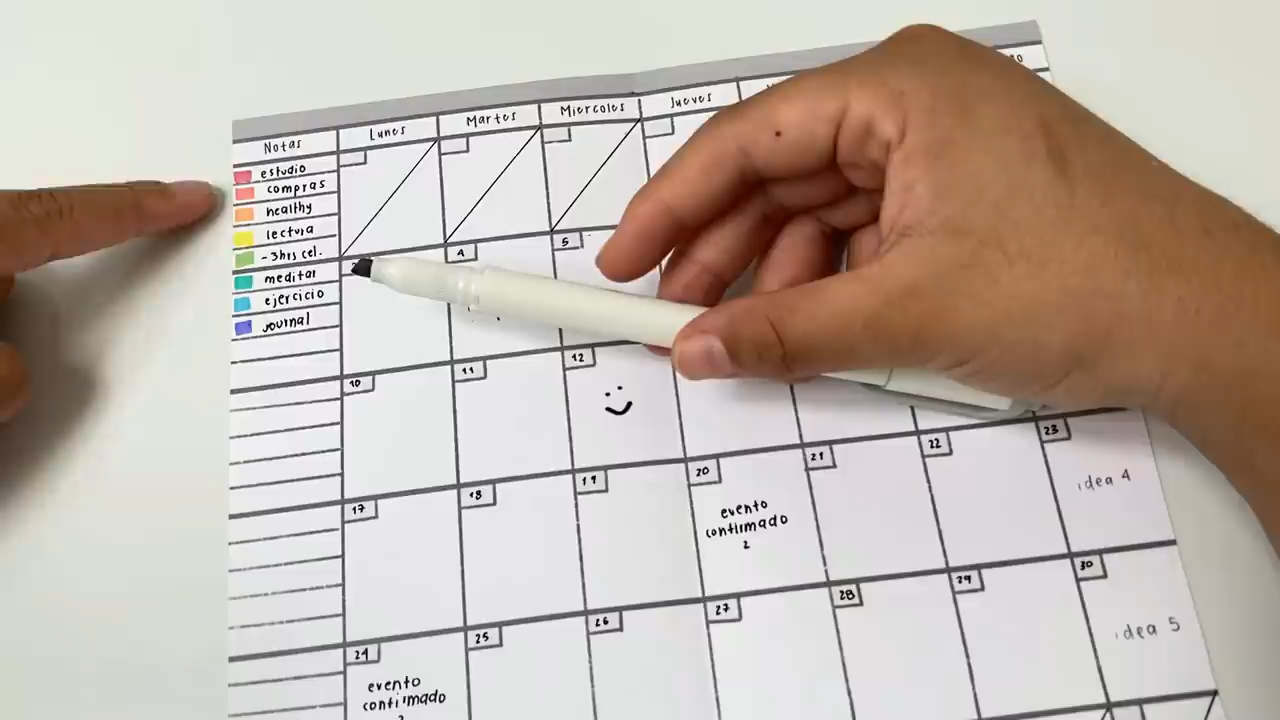 Notas
Lunes
Martes
Miercoles
Jueves
estudio
compras
healthy
lectura
-3hrs cel.
meditar
ejercicio
journal
4
5
10
11
12
17
18
19
20
21
22
23
evento
confirmado
2
idea 4
24
25
26
27
28
29
30
evento
confirmado
idea 5